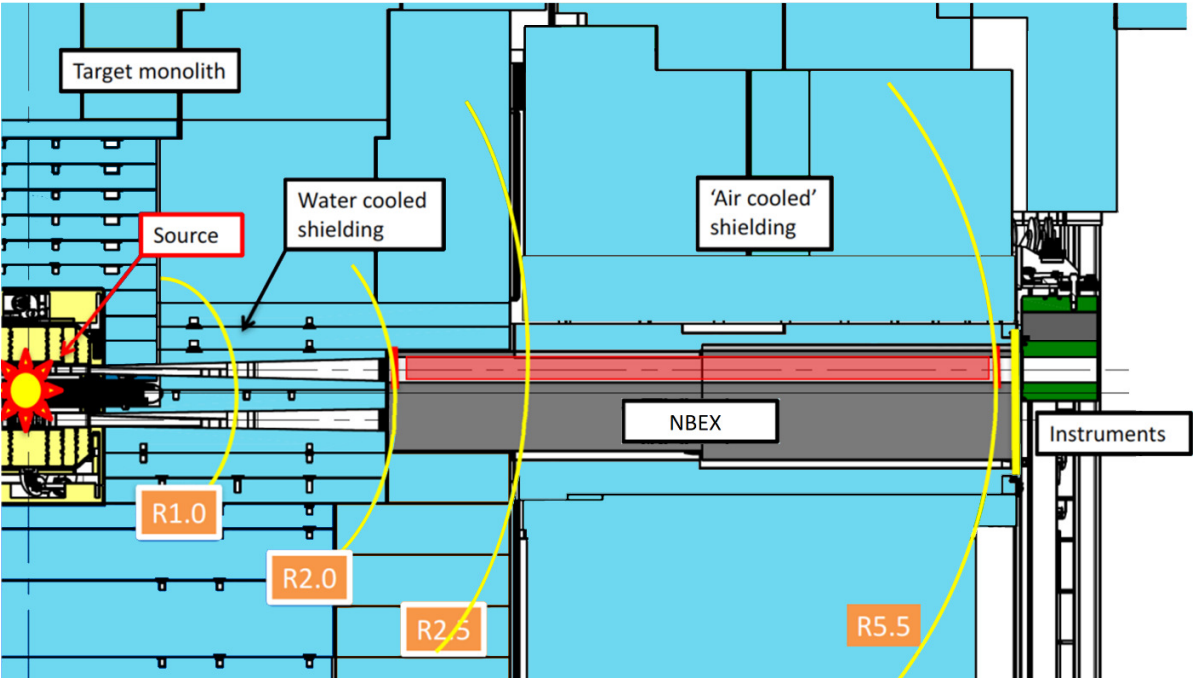 Target monolith
Water cooled
shielding
‘Air cooled’
shielding
Source
NBEX
Instruments
R1.0
R2.0
R2.5
R5.5